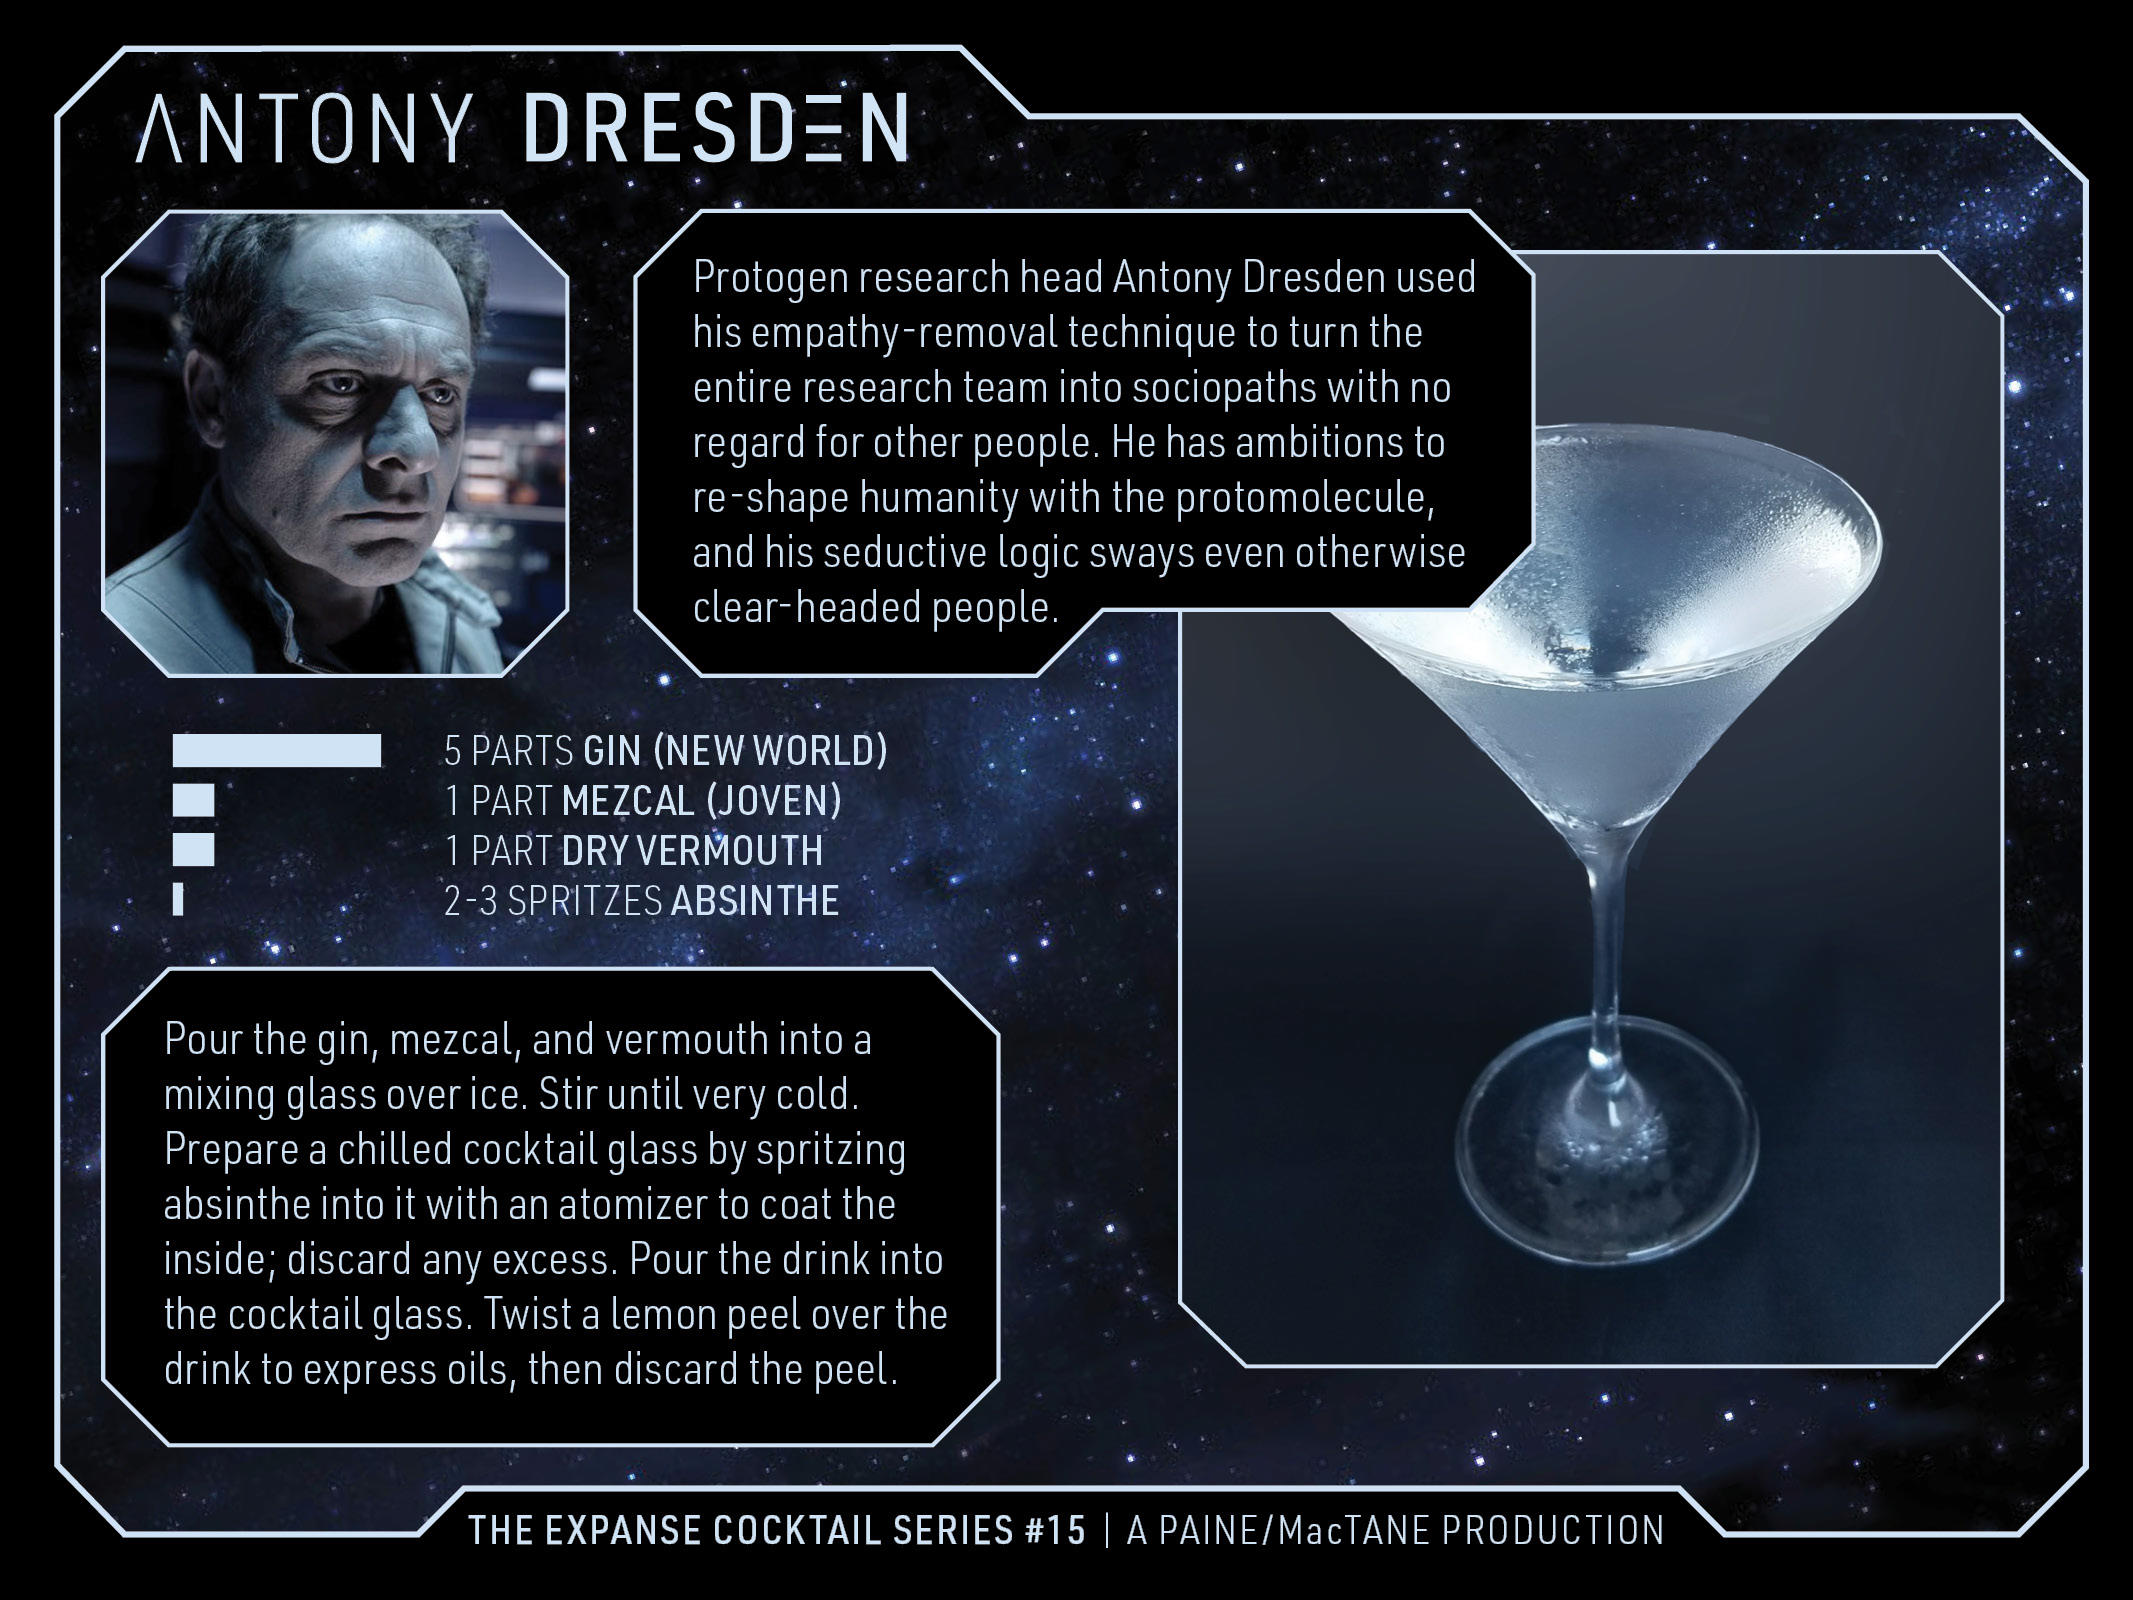 ANTONY DRESDEN
Protogen research head Antony Dresden used
his empathy-removal technique to turn the
entire research team into sociopaths with no
regard for other people. He has ambitions to
re-shape humanity with the protomolecule,
and his seductive logic sways even otherwise
clear-headed people.
5 PARTS GIN (NEW WORLD)
1 PART MEZCAL (JOVEN)
1 PART DRY VERMOUTH
2-3 SPRITZES ABSINTHE
Pour the gin, mezcal, and vermouth into a
mixing glass over ice. Stir until very cold.
Prepare a chilled cocktail glass by spritzing
absinthe into it with an atomizer to coat the
inside; discard any excess. Pour the drink into
the cocktail glass. Twist a lemon peel over the
drink to express oils, then discard the peel.
THE EXPANSE COCKTAIL SERIES #15 | A PAINE/MacTANE PRODUCTION